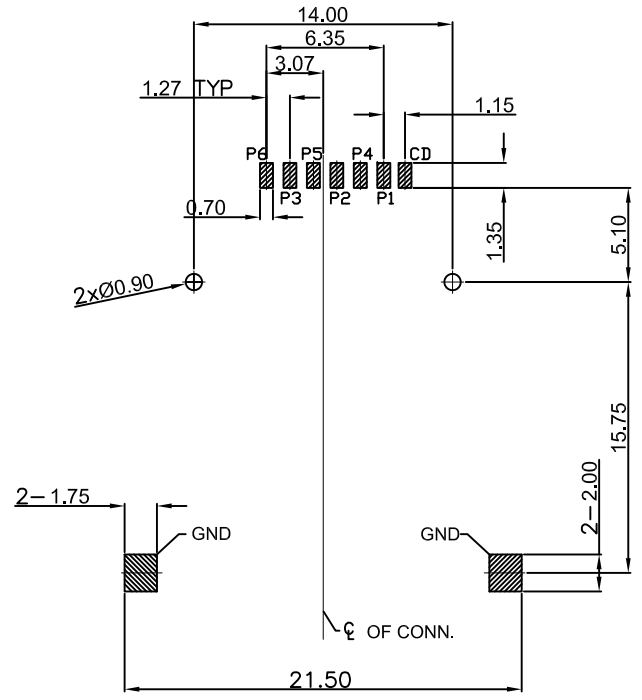 14.00
6.35
3.07
1.27 TYP
1.15
P6 P5 P4 CD
P3 P2 P1
0.70
1.35
5.10
2xØ0.90
15.75
2-1.75
GND
GND
2-2.00
℄ OF CONN.
21.50